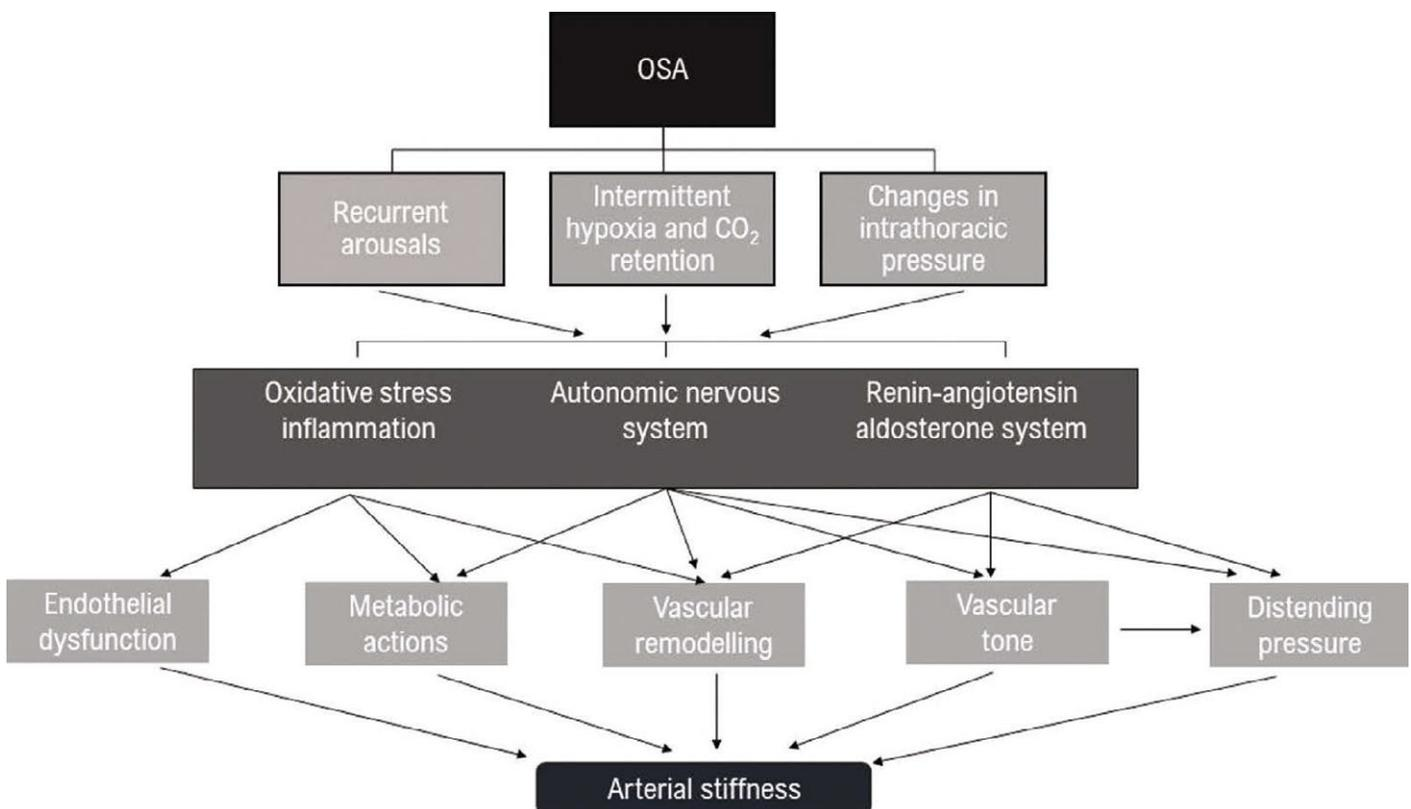 OSA
Recurrent
arousals
Intermittent
hypoxia and CO₂
retention
Changes in
intrathoracic
pressure
Oxidative stress
inflammation
Autonomic nervous
system
Renin-angiotensin
aldosterone system
Endothelial
dysfunction
Metabolic
actions
Vascular
remodelling
Vascular
tone
Distending
pressure
Arterial stiffness